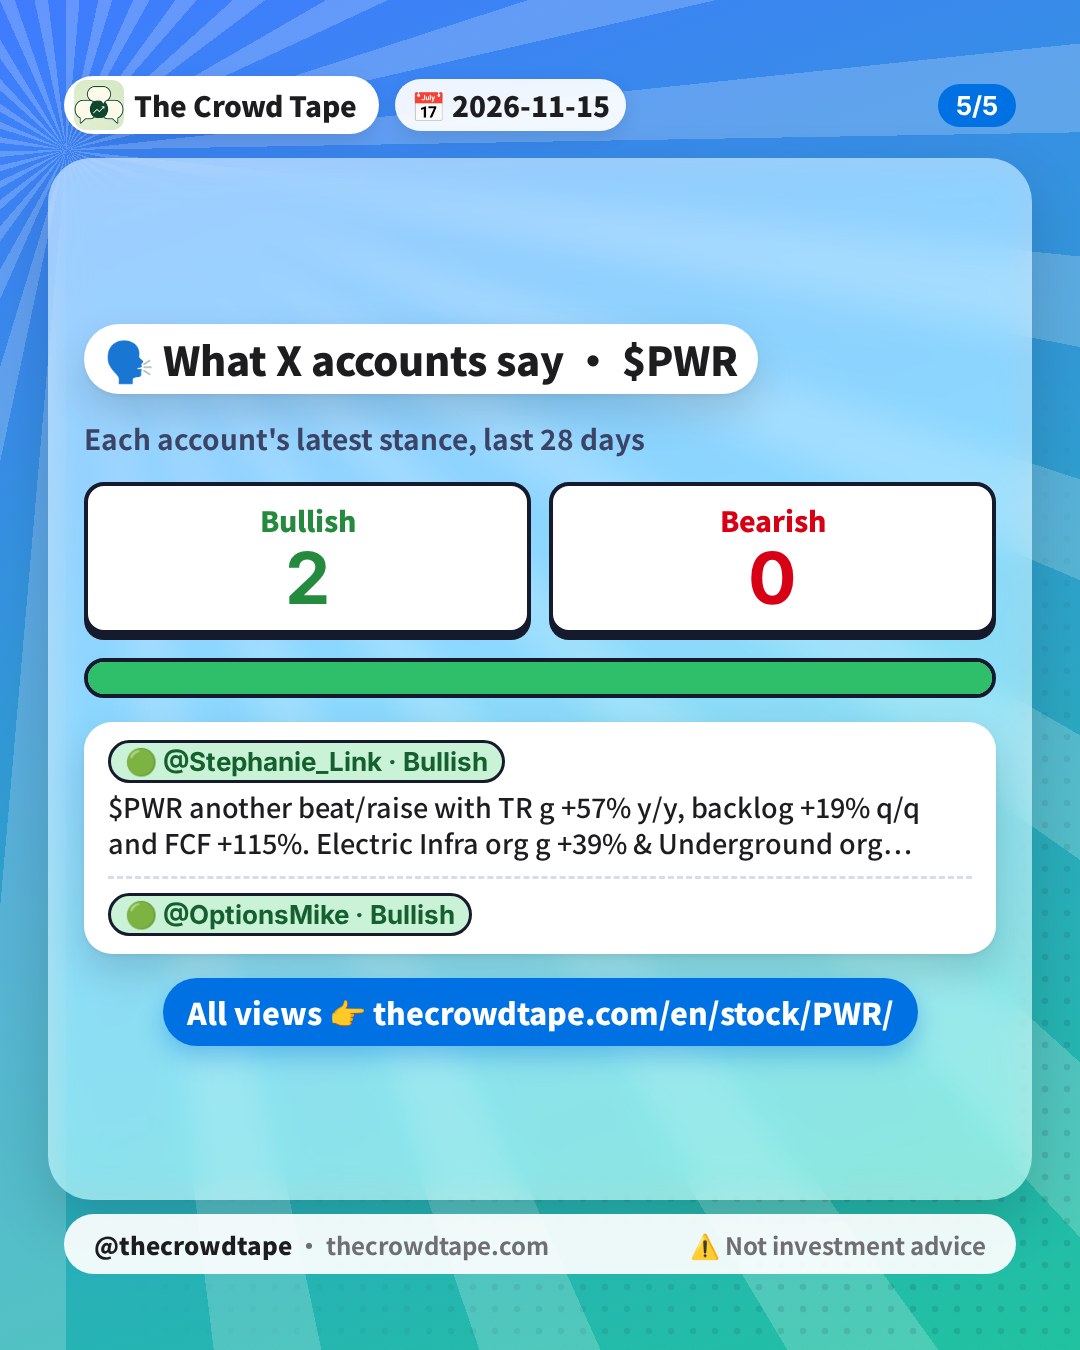 The Crowd Tape
📅 2026-11-15
5/5
🗣️ What X accounts say • $PWR
Each account's latest stance, last 28 days
Bullish
2
Bearish
0
🟢 @Stephanie_Link · Bullish
$PWR another beat/raise with TR g +57% y/y, backlog +19% q/q
and FCF +115%. Electric Infra org g +39% & Underground org…
🟢 @OptionsMike · Bullish
All views 👉 thecrowdtape.com/en/stock/PWR/
@thecrowdtape • thecrowdtape.com
⚠️ Not investment advice